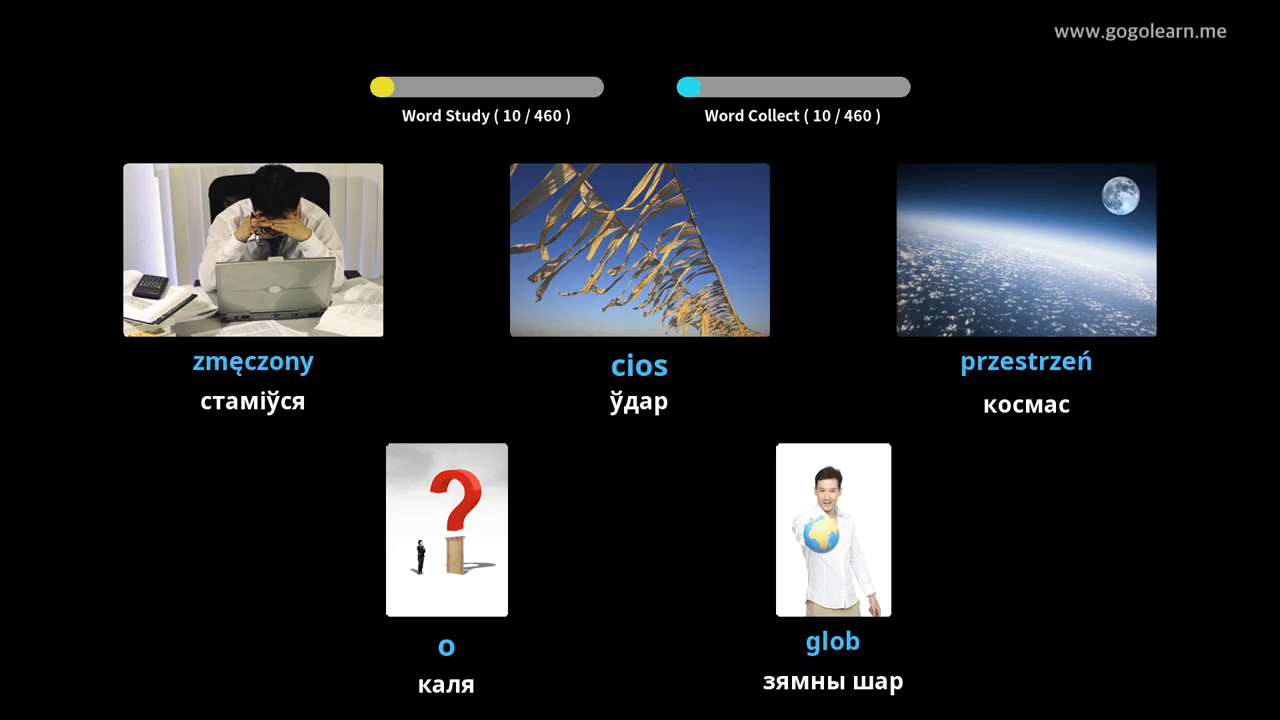 www.gogolearn.me
Word Study ( 10 / 460 )
Word Collect ( 10 / 460 )
zmęczony
стаміўся
cios
ўдар
przestrzeń
космас
o
каля
glob
зямны шар